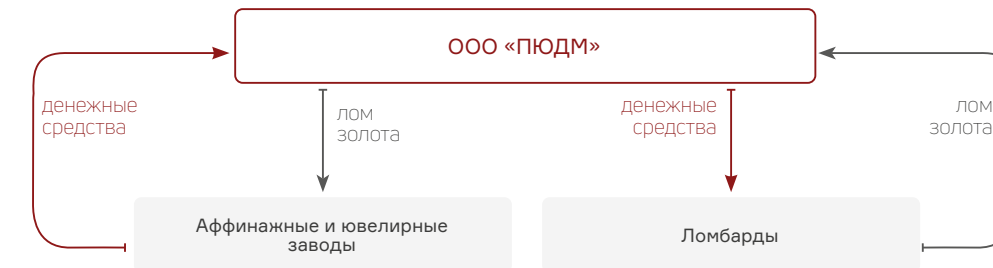 ООО «ПЮДМ»
денежные
средства
лом
золота
денежные
средства
лом
золота
Аффинажные и ювелирные
заводы
Ломбарды